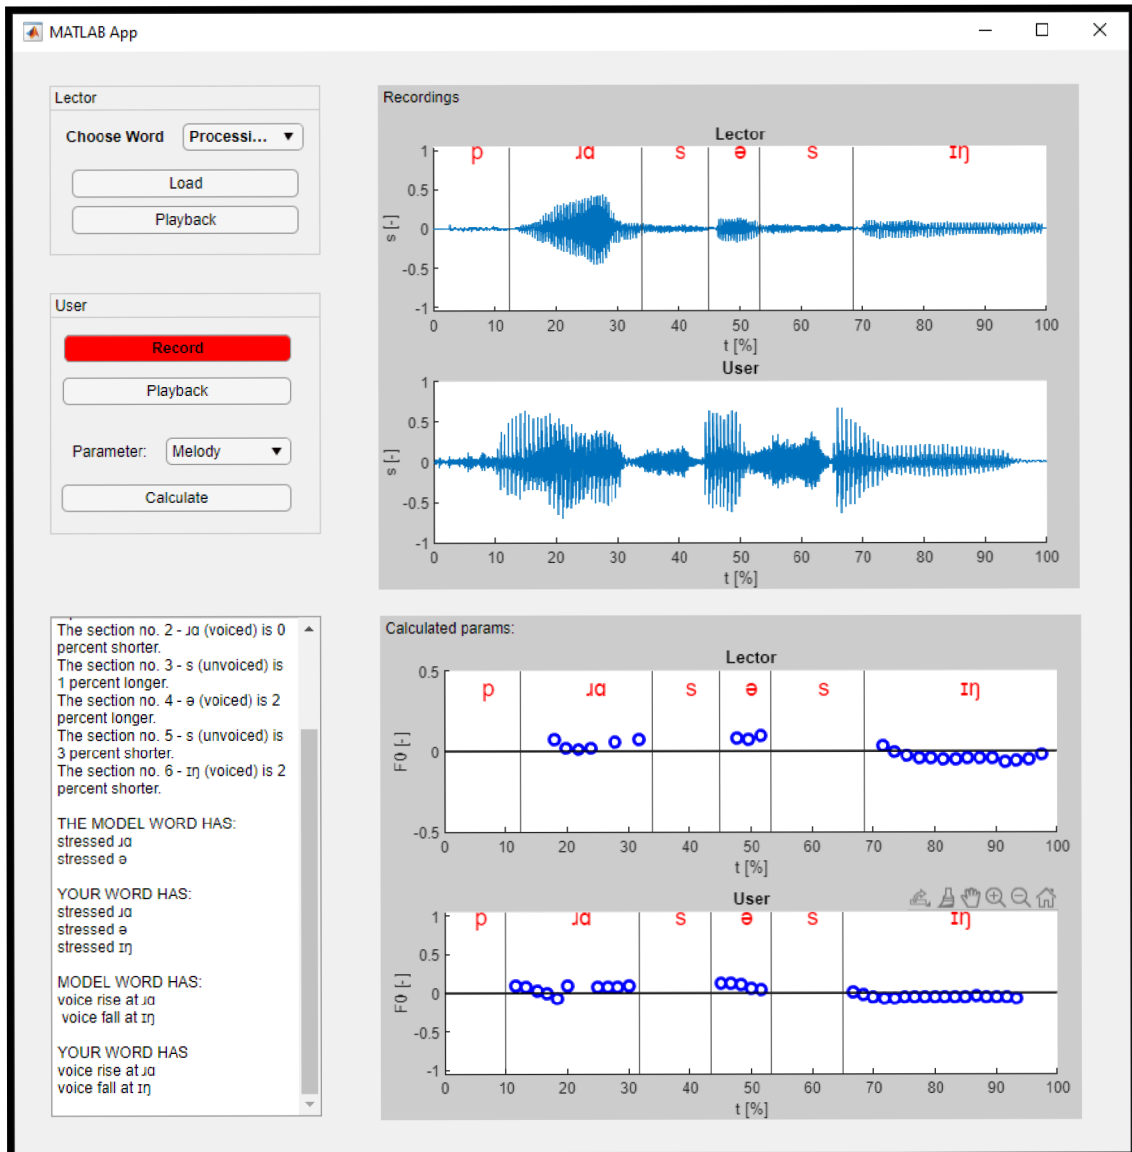 MATLAB App
Lector
Choose Word Processi... ▼
Load
Playback
User
Record
Playback
Parameter: Melody ▼
Calculate
The section no. 2 - ɹɑ (voiced) is 0
percent shorter.
The section no. 3 - s (unvoiced) is
1 percent longer.
The section no. 4 - ə (voiced) is 2
percent longer.
The section no. 5 - s (unvoiced) is
3 percent shorter.
The section no. 6 - ɪŋ (voiced) is 2
percent shorter.
THE MODEL WORD HAS:
stressed ɹɑ
stressed ə
YOUR WORD HAS:
stressed ɹɑ
stressed ə
stressed ɪŋ
MODEL WORD HAS:
voice rise at ɹɑ
voice fall at ɪŋ
YOUR WORD HAS
voice rise at ɹɑ
voice fall at ɪŋ
Recordings
Lector
p ɹɑ s ə s ɪŋ
1
0.5
0
-0.5
-1
s [-]
0 10 20 30 40 50 60 70 80 90 100
t [%]
User
1
0.5
0
-0.5
-1
s [-]
0 10 20 30 40 50 60 70 80 90 100
t [%]
Calculated params:
Lector
p ɹɑ s ə s ɪŋ
0.5
0
-0.5
F0 [-]
0 10 20 30 40 50 60 70 80 90 100
t [%]
User
p ɹɑ s ə s ɪŋ
1
0.5
0
-0.5
-1
F0 [-]
0 10 20 30 40 50 60 70 80 90 100
t [%]